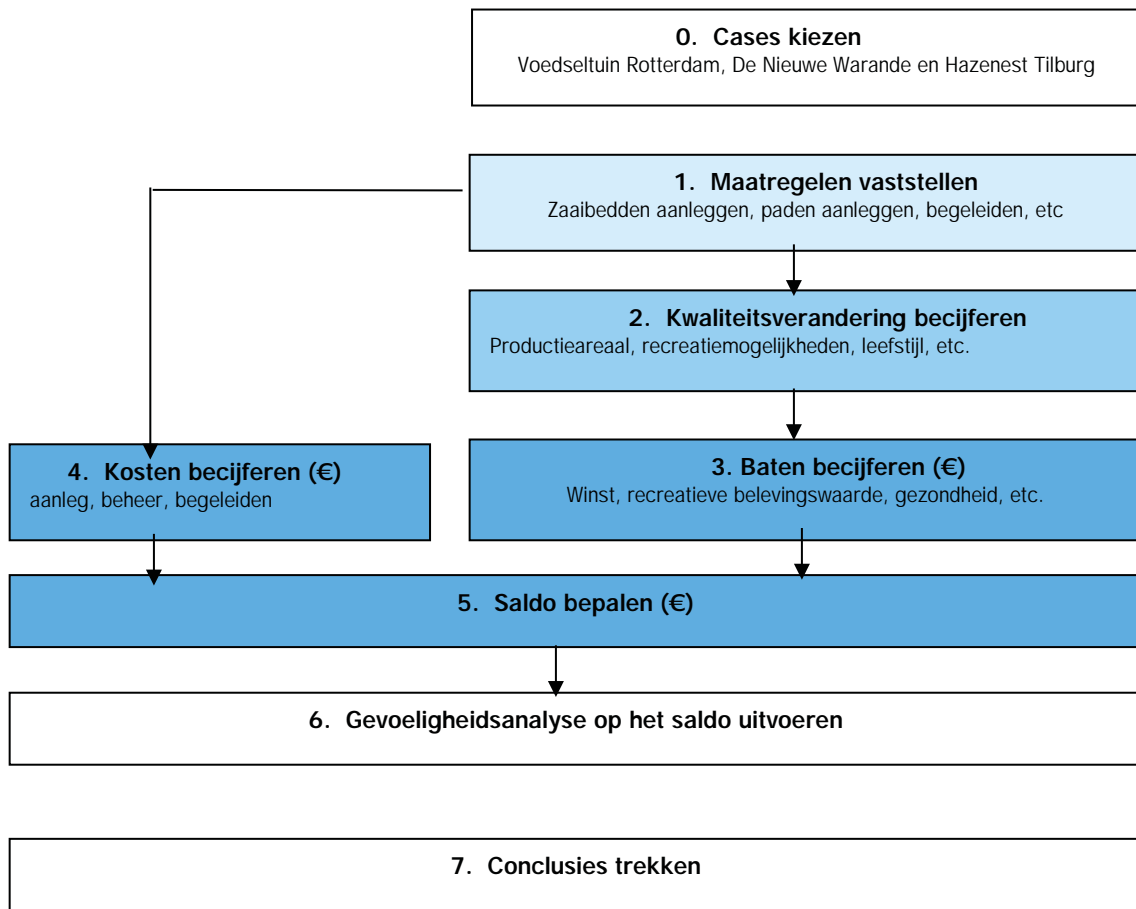 0. Cases kiezen
Voedseltuin Rotterdam, De Nieuwe Warande en Hazenest Tilburg
1. Maatregelen vaststellen
Zaaibedden aanleggen, paden aanleggen, begeleiden, etc
2. Kwaliteitsverandering becijferen
Productieareaal, recreatiemogelijkheden, leefstijl, etc.
4. Kosten becijferen (€)
aanleg, beheer, begeleiden
3. Baten becijferen (€)
Winst, recreatieve belevingswaarde, gezondheid, etc.
5. Saldo bepalen (€)
6. Gevoeligheidsanalyse op het saldo uitvoeren
7. Conclusies trekken